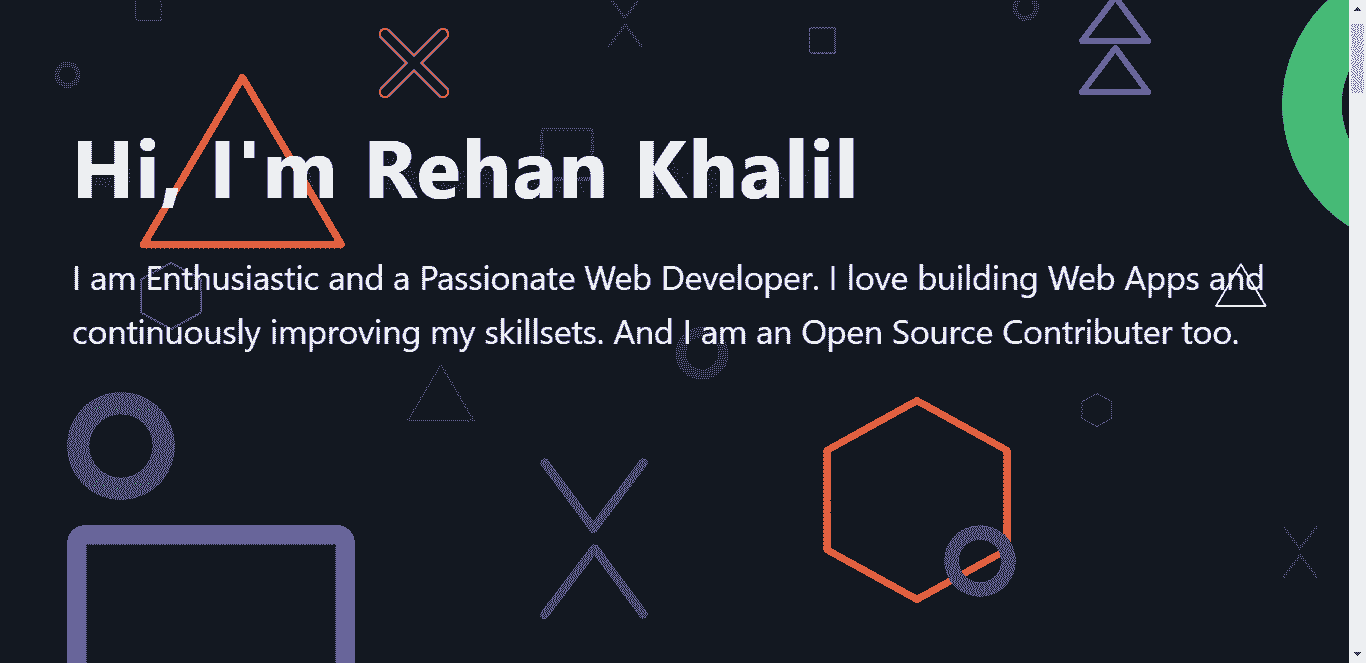 Hi, I'm Rehan Khalil
I am Enthusiastic and a Passionate Web Developer. I love building Web Apps and
continuously improving my skillsets. And I am an Open Source Contributer too.